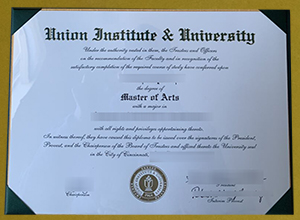 Union Institute & University
Under the authority vested in them, the Trustees and Officers
on the recommendation of the Faculty and in recognition of the
satisfactory completion of the required course of study have conferred upon
the degree of
Master of Arts
with a major in
with all rights and privileges appertaining thereto.
In witness thereof, they have caused this diploma to be issued over the signatures of the President,
Provost, and the Chairperson of the Board of Trustees and affixed thereto the University seal
in the City of Cincinnati,
Chairperson
Interim Provost